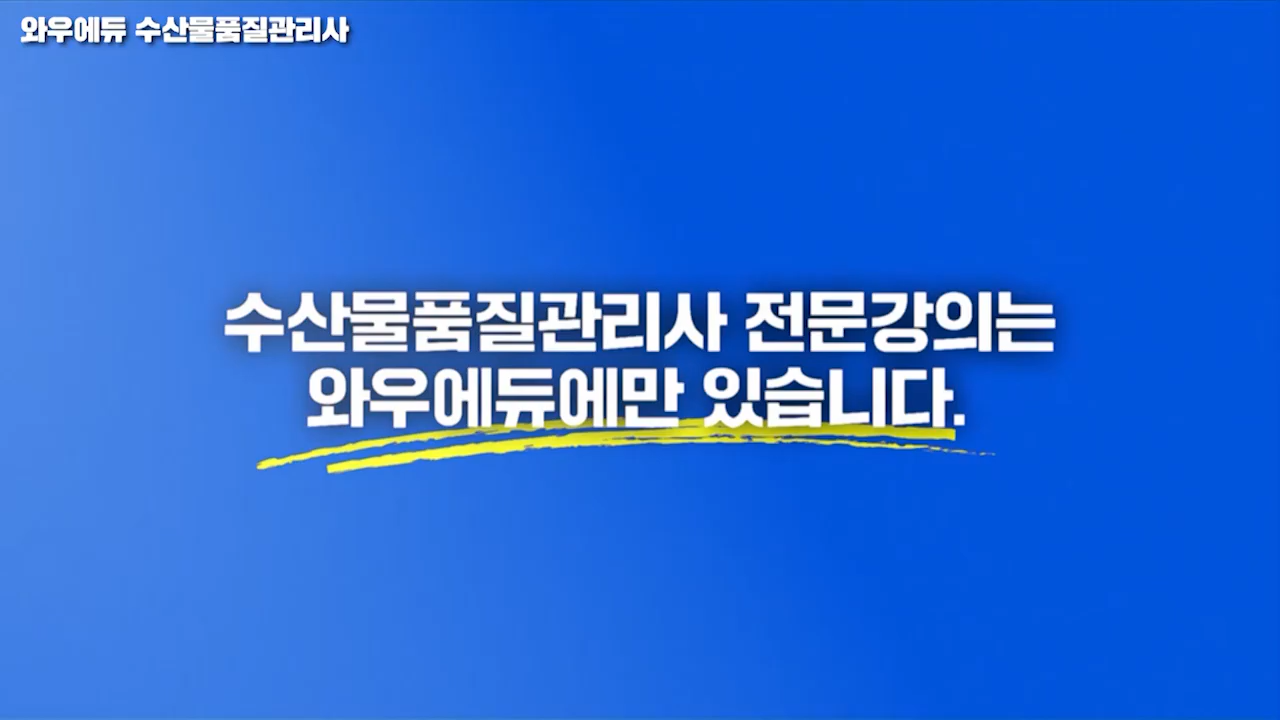 와우에듀 수산물품질관리사
수산물품질관리사 전문강의는
와우에듀에만 있습니다.